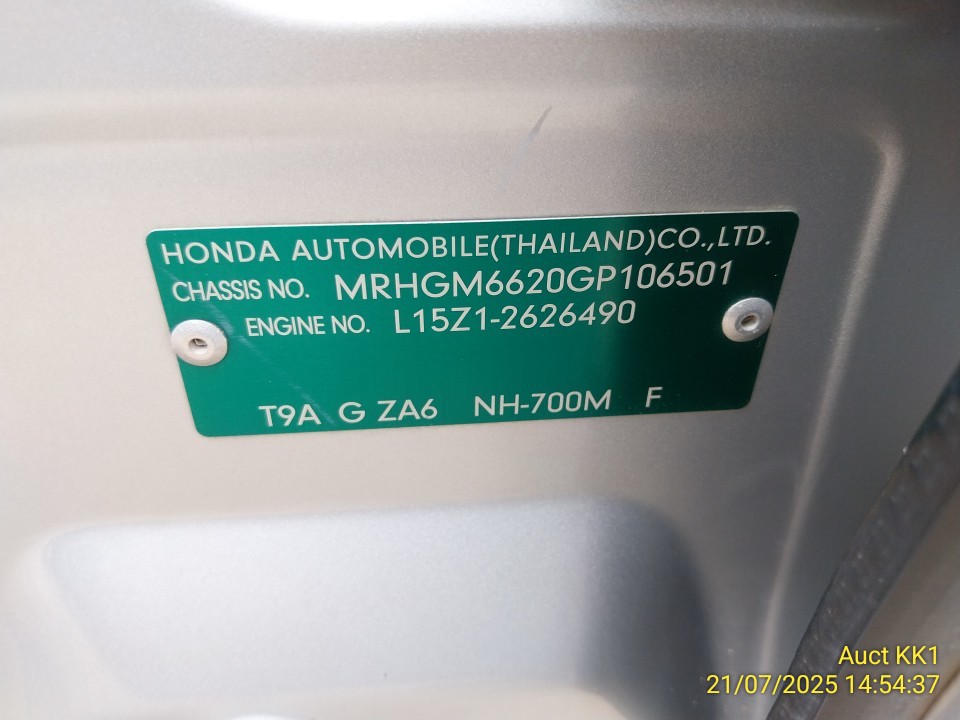 HONDA AUTOMOBILE(THAILAND)CO.,LTD.
CHASSIS NO. MRHGM6620GP106501
ENGINE NO. L15Z1-2626490
T9A G ZA6 NH-700M F
Auct KK1
21/07/2025 14:54:37